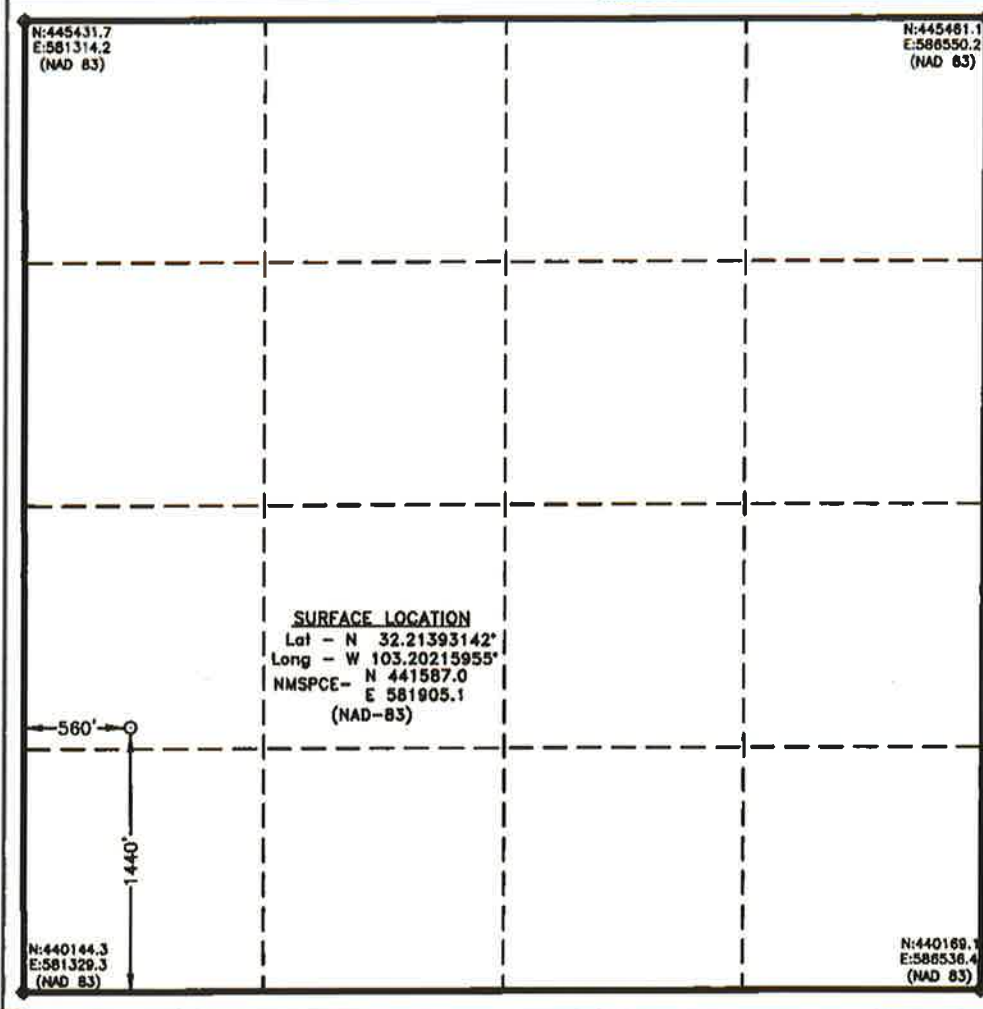 N:445431.7
E:581314.2
(NAD 83)
N:445461.1
E:586550.2
(NAD 83)
SURFACE LOCATION
Lat - N 32.21393142°
Long - W 103.20215955°
NMSPCE- N 441587.0
E 581905.1
(NAD-83)
560'
1440'
N:440144.3
E:581329.3
(NAD 83)
N:440169.1
E:586536.4
(NAD 83)